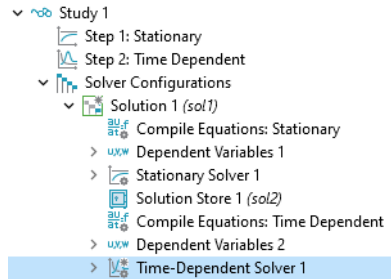 Study 1
Step 1: Stationary
Step 2: Time Dependent
Solver Configurations
Solution 1 (sol1)
Compile Equations: Stationary
u,v,w Dependent Variables 1
Stationary Solver 1
Solution Store 1 (sol2)
Compile Equations: Time Dependent
u,v,w Dependent Variables 2
Time-Dependent Solver 1